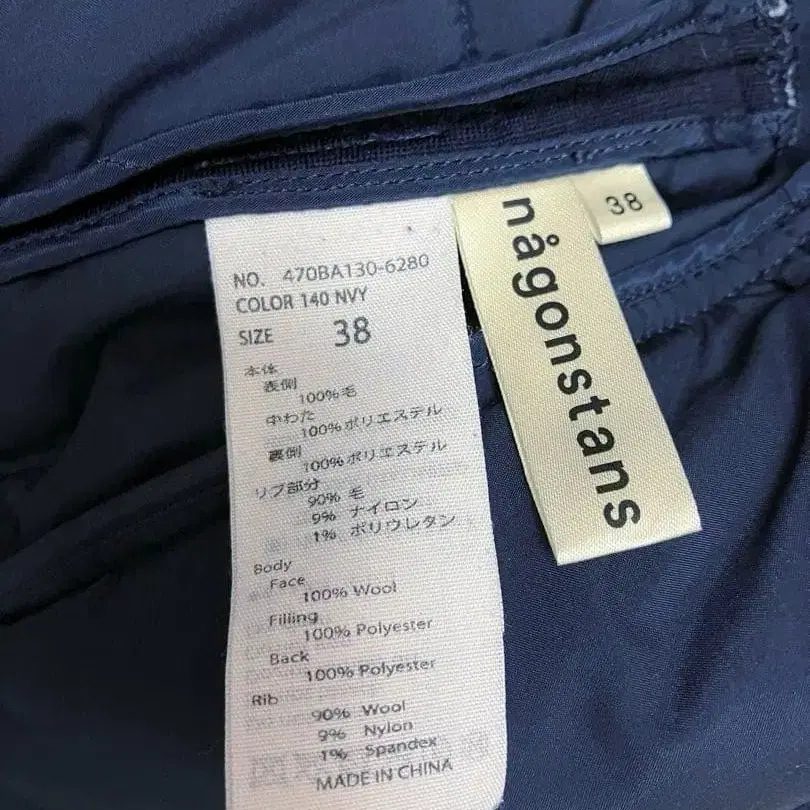 NO. 470BA130-6280
COLOR 140 NVY
SIZE 38
本体
表側
100% 毛
中わた
100% ポリエステル
裏側
100% ポリエステル
リブ部分
90% 毛
9% ナイロン
1% ポリウレタン
Body
Face
100% Wool
Filling
100% Polyester
Back
100% Polyester
Rib
90% Wool
9% Nylon
1% Spandex
MADE IN CHINA
någonstans
38